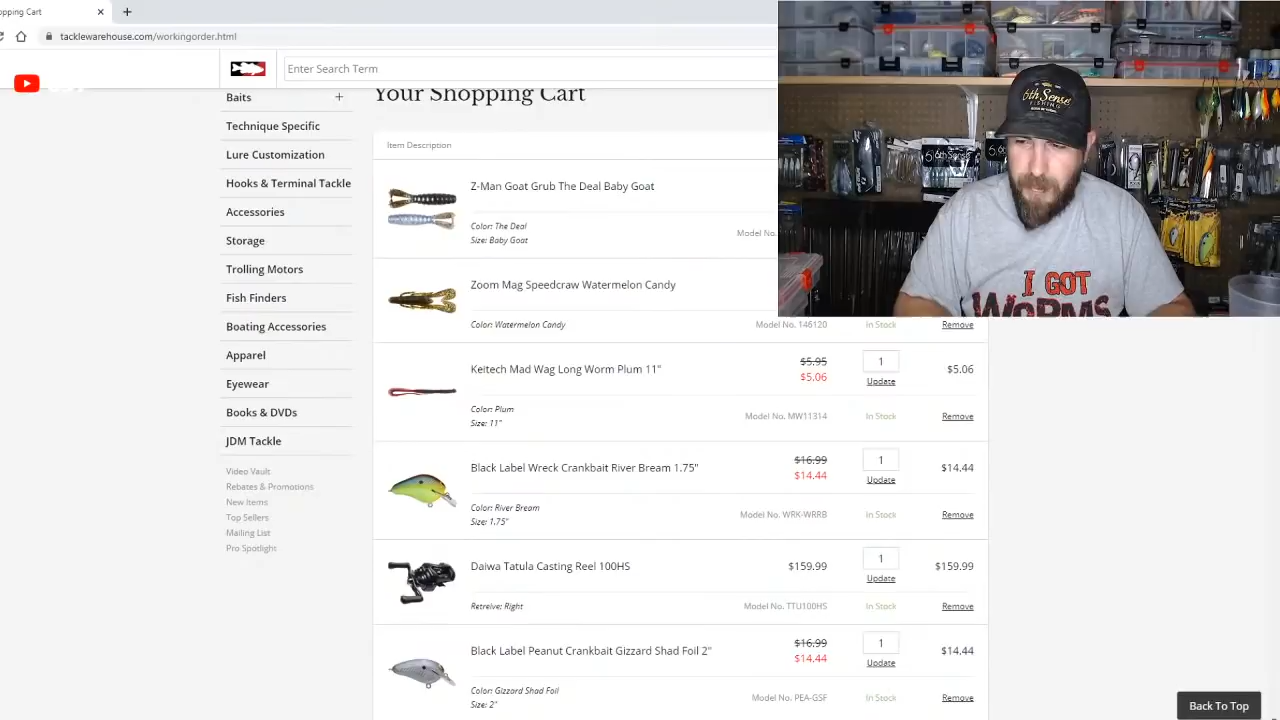 pping Cart
tacklewarehouse.com/workingorder.html
Enter Search Term
Your Shopping Cart
Baits
Technique Specific
Lure Customization
Hooks & Terminal Tackle
Accessories
Storage
Trolling Motors
Fish Finders
Boating Accessories
Apparel
Eyewear
Books & DVDs
JDM Tackle
Video Vault
Rebates & Promotions
New Items
Top Sellers
Mailing List
Pro Spotlight
Item Description
Z-Man Goat Grub The Deal Baby Goat
Color: The Deal
Size: Baby Goat
Model No.
Zoom Mag Speedcraw Watermelon Candy
Color: Watermelon Candy
Model No. 146120
In Stock
Remove
Keitech Mad Wag Long Worm Plum 11"
$5.95
$5.06
1
Update
$5.06
Color: Plum
Size: 11"
Model No. MW11314
In Stock
Remove
Black Label Wreck Crankbait River Bream 1.75"
$16.99
$14.44
1
Update
$14.44
Color: River Bream
Size: 1.75"
Model No. WRK-WRRB
In Stock
Remove
Daiwa Tatula Casting Reel 100HS
$159.99
1
Update
$159.99
Retreive: Right
Model No. TTU100HS
In Stock
Remove
Black Label Peanut Crankbait Gizzard Shad Foil 2"
$16.99
$14.44
1
Update
$14.44
Color: Gizzard Shad Foil
Size: 2"
Model No. PEA-GSF
In Stock
Remove
Back To Top
6th Sense
FISHING
6th Sense
I GOT
WORMS